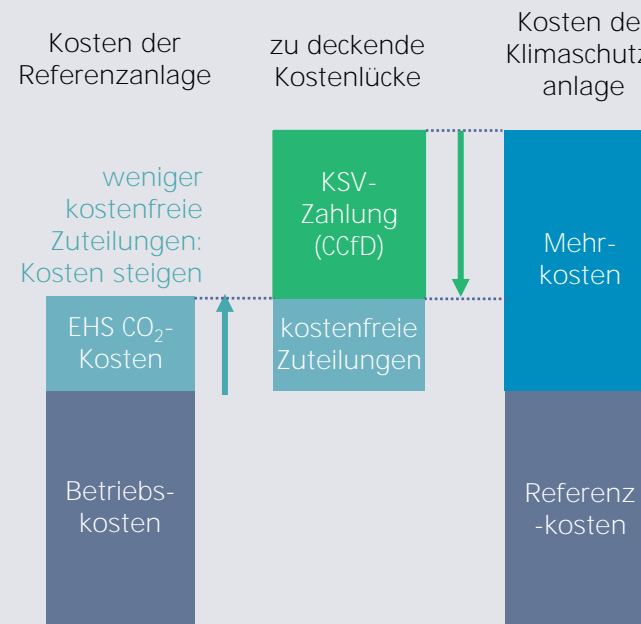 Kosten der
Referenzanlage
zu deckende
Kostenlücke
Kosten de
Klimaschutz
anlage
weniger
kostenfreie
Zuteilungen:
Kosten steigen
EHS CO₂-
Kosten
Betriebs-
kosten
KSV-
Zahlung
(CCfD)
kostenfreie
Zuteilungen
Mehr-
kosten
Referenz
-kosten